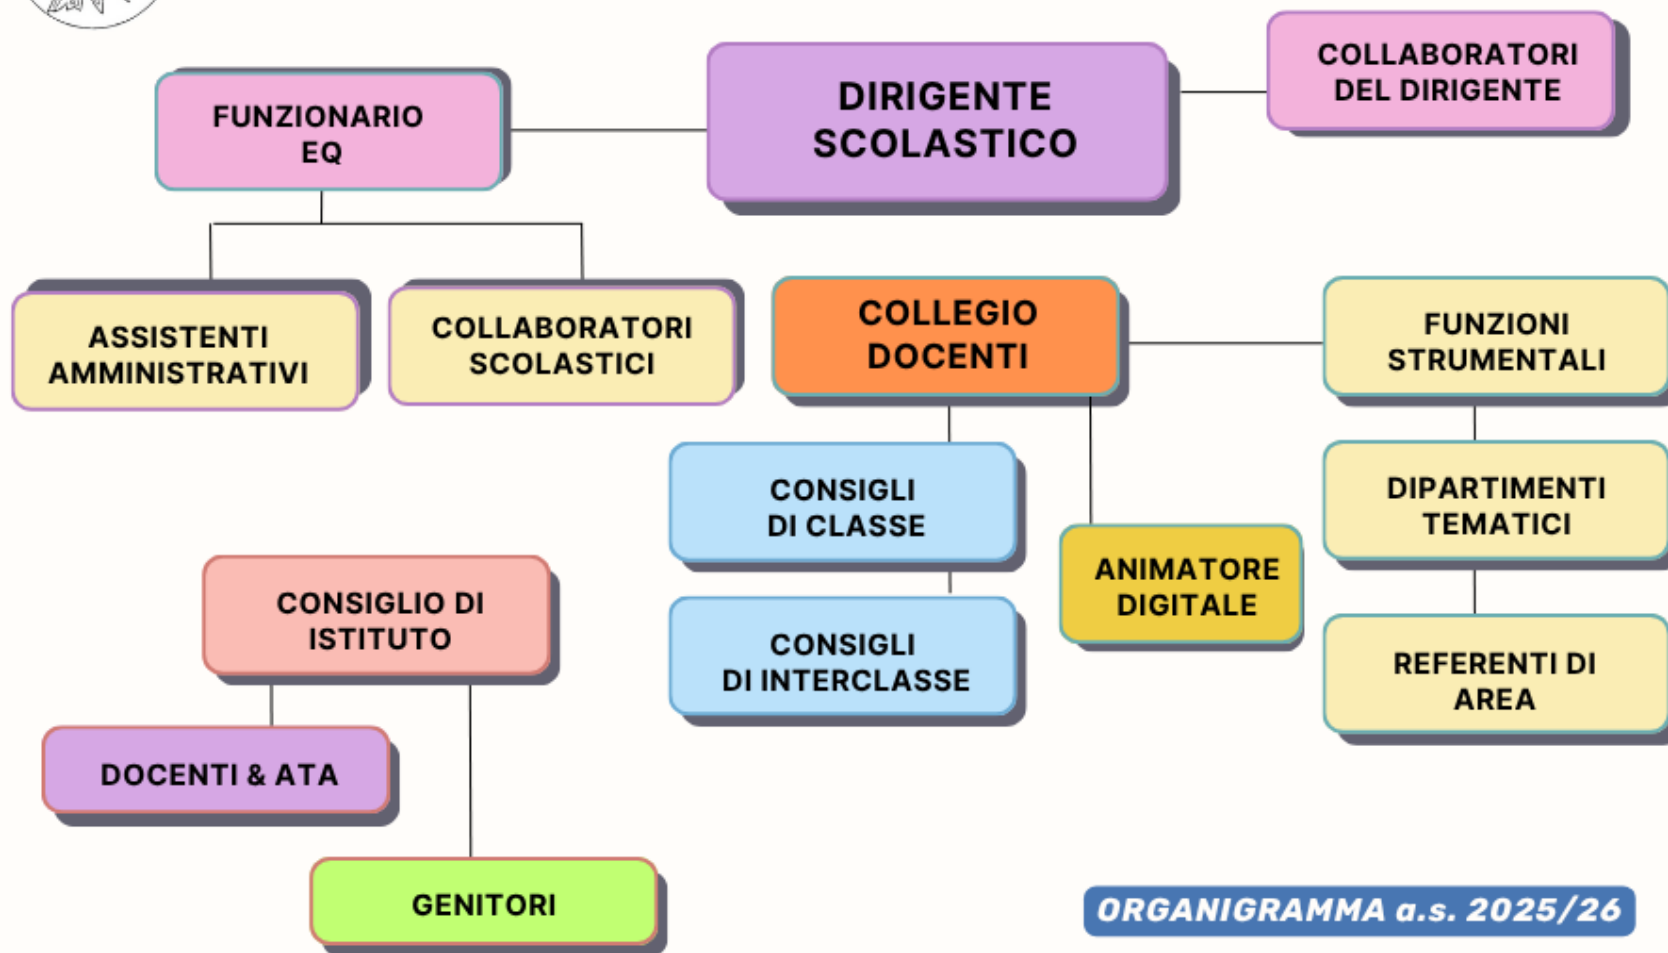 COLLABORATORI
DEL DIRIGENTE
DIRIGENTE
SCOLASTICO
FUNZIONARIO
EQ
ASSISTENTI
AMMINISTRATIVI
COLLABORATORI
SCOLASTICI
COLLEGIO
DOCENTI
FUNZIONI
STRUMENTALI
CONSIGLI
DI CLASSE
DIPARTIMENTI
TEMATICI
ANIMATORE
DIGITALE
CONSIGLIO DI
ISTITUTO
CONSIGLI
DI INTERCLASSE
REFERENTI DI
AREA
DOCENTI & ATA
GENITORI
ORGANIGRAMMA a.s. 2025/26